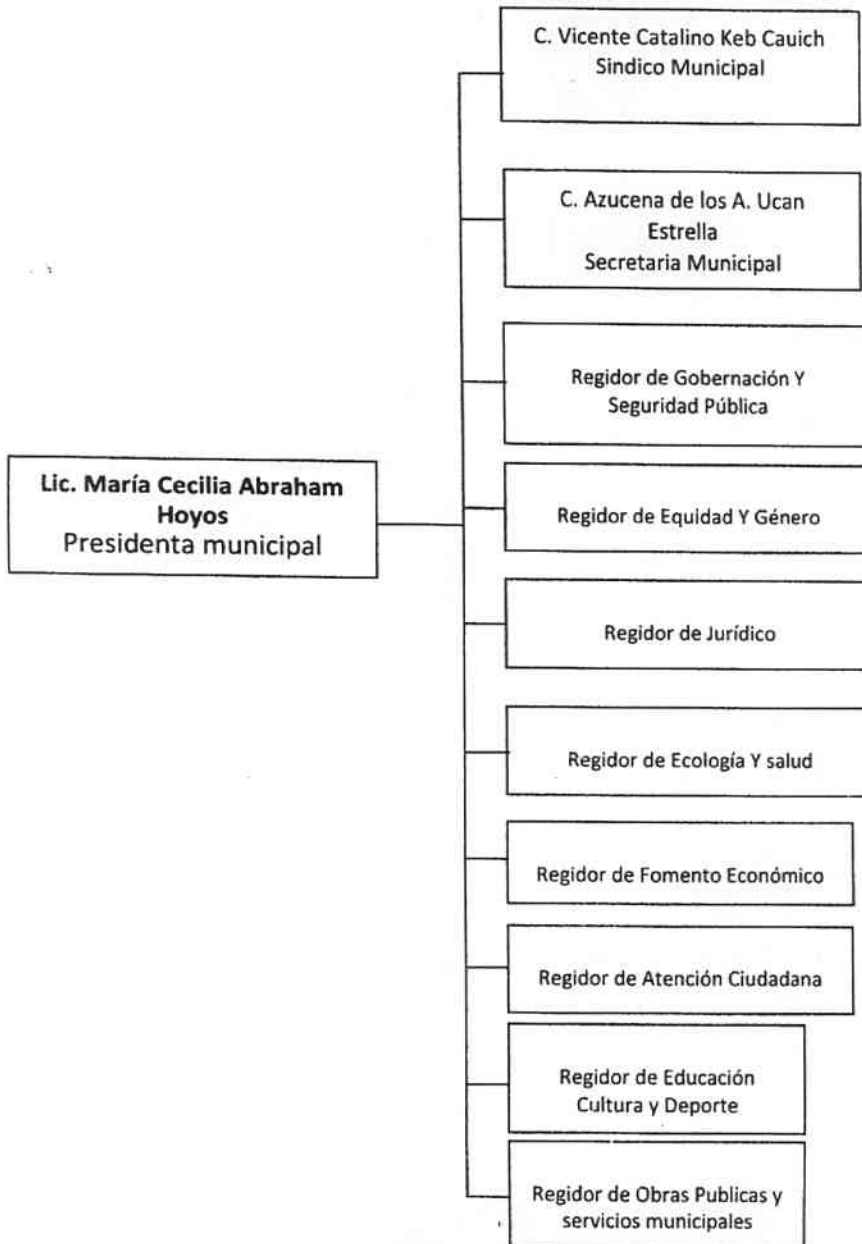 C. Vicente Catalino Keb Cauich
Sindico Municipal
C. Azucena de los A. Ucan
Estrella
Secretaria Municipal
Regidor de Gobernación Y
Seguridad Pública
Lic. María Cecilia Abraham
Hoyos
Presidenta municipal
Regidor de Equidad Y Género
Regidor de Jurídico
Regidor de Ecología Y salud
Regidor de Fomento Económico
Regidor de Atención Ciudadana
Regidor de Educación
Cultura y Deporte
Regidor de Obras Publicas y
servicios municipales